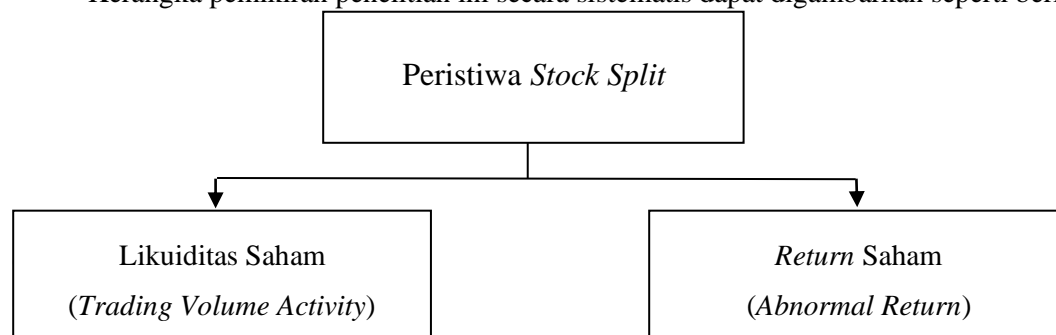 Kerangka pemikiran penelitian ini secara sistematis dapat digambarkan seperti
Peristiwa Stock Split
Likuiditas Saham
(Trading Volume Activity)
Return Saham
(Abnormal Return)